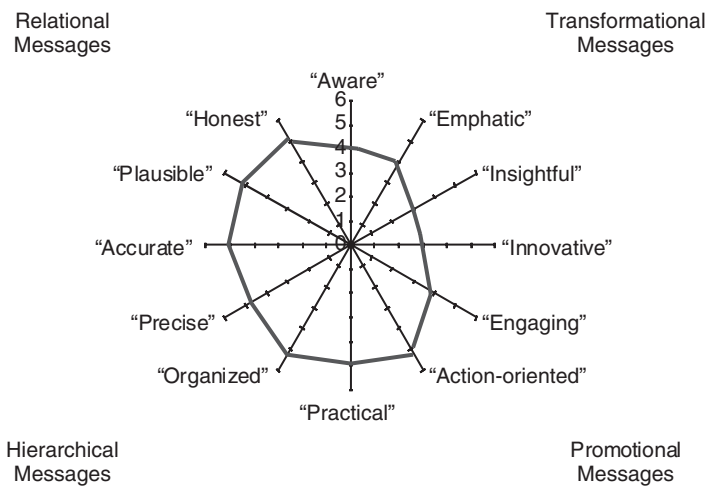 Relational
Messages
Transformational
Messages
“Aware”
6
5
4
3
2
1
0
“Honest”
“Emphatic”
“Plausible”
“Insightful”
“Accurate”
“Innovative”
“Precise”
“Engaging”
“Organized”
“Action-oriented”
“Practical”
Hierarchical
Messages
Promotional
Messages